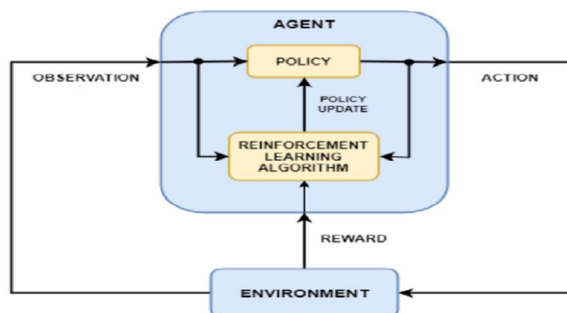 AGENT
OBSERVATION
POLICY
ACTION
POLICY
UPDATE
REINFORCEMENT
LEARNING
ALGORITHM
REWARD
ENVIRONMENT